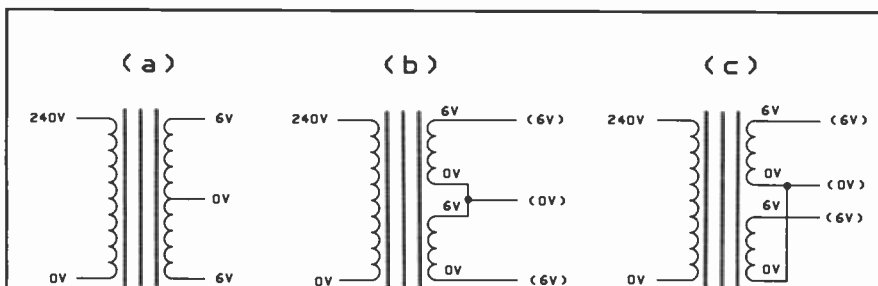 (a) (b) (c)
240V 6V 240V 6V (6V) 240V 6V (6V)
0V (0V)
0V 6V (0V) 6V (6V)
0V 6V 0V 0V (6V) 0V 0V